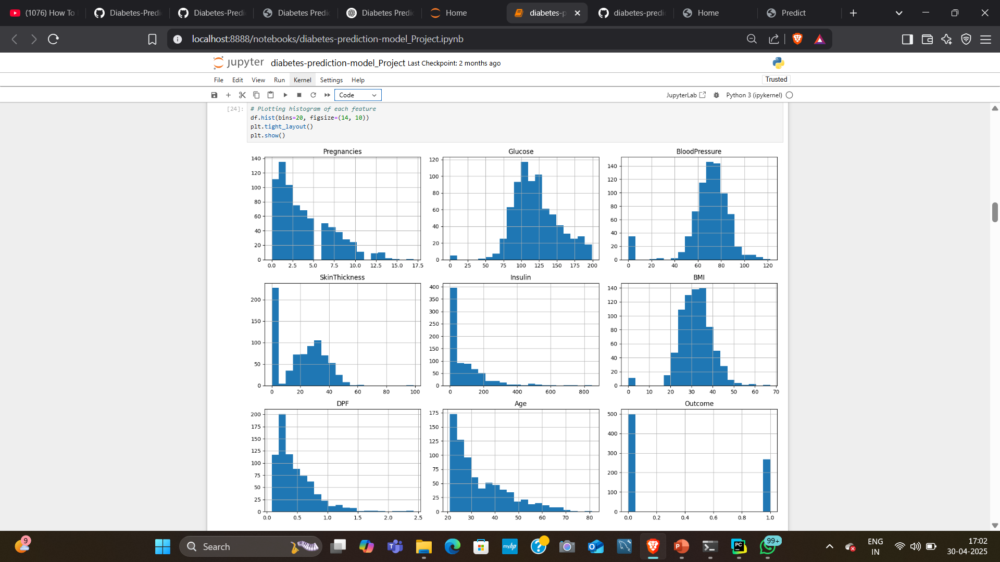 (1076) How To
Diabetes-Predi
Diabetes-Predi
Diabetes Predic
Diabetes Predic
Home
diabetes-p
diabetes-predic
Home
Predict
localhost:8888/notebooks/diabetes-prediction-model_Project.ipynb
jupyter diabetes-prediction-model_Project Last Checkpoint: 2 months ago
File Edit View Run Kernel Settings Help
Trusted
Code
JupyterLab
Python 3 (ipykernel)
[24]:
# Plotting histogram of each feature
df.hist(bins=20, figsize=(14, 10))
plt.tight_layout()
plt.show()
Pregnancies
140
120
100
80
60
40
20
0
0.0 2.5 5.0 7.5 10.0 12.5 15.0 17.5
Glucose
120
100
80
60
40
20
0
0 25 50 75 100 125 150 175 200
BloodPressure
140
120
100
80
60
40
20
0
0 20 40 60 80 100 120
SkinThickness
200
150
100
50
0
0 20 40 60 80 100
Insulin
400
350
300
250
200
150
100
50
0
0 200 400 600 800
BMI
140
120
100
80
60
40
20
0
0 10 20 30 40 50 60 70
DPF
200
175
150
125
100
75
50
25
0
0.0 0.5 1.0 1.5 2.0 2.5
Age
175
150
125
100
75
50
25
0
20 30 40 50 60 70 80
Outcome
500
400
300
200
100
0
0.0 0.2 0.4 0.6 0.8 1.0
9
Search
myhp
PC
99+
ENG
IN
17:02
30-04-2025